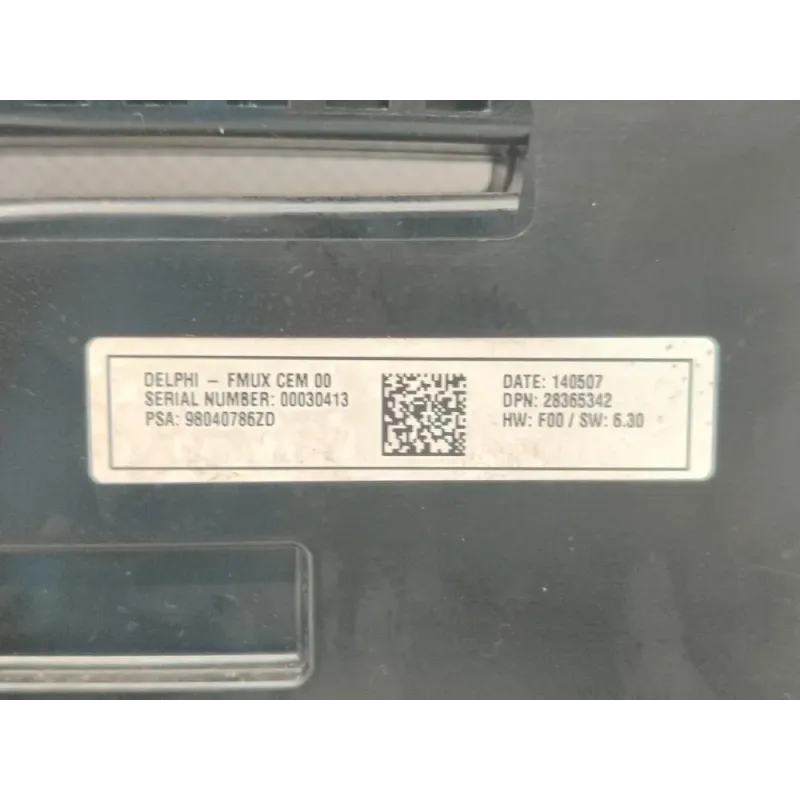 DELPHI – FMUX CEM 00
SERIAL NUMBER: 00030413
PSA: 98040786ZD
DATE: 140507
DPN: 28365342
HW: F00 / SW: 6.30